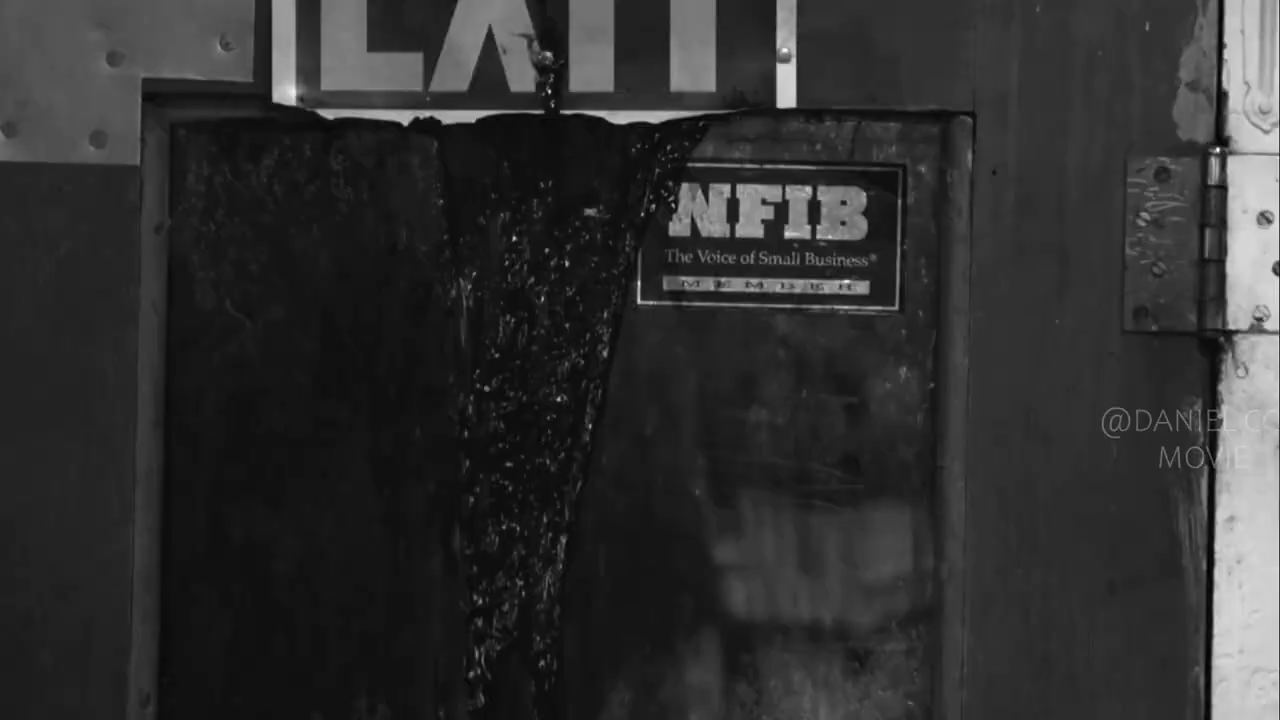 EXIT
NFIB
The Voice of Small Business®
MEMBER
@DANIEL CO
MOVIE